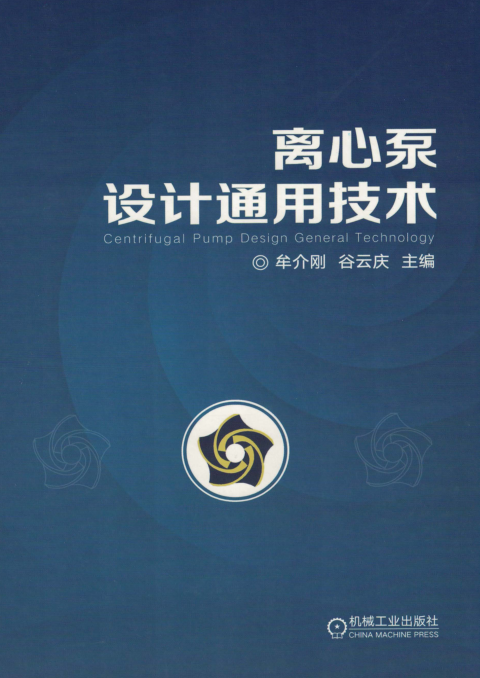 离心泵
设计通用技术
Centrifugal Pump Design General Technology
◎ 牟介刚 谷云庆 主编
机械工业出版社
CHINA MACHINE PRESS